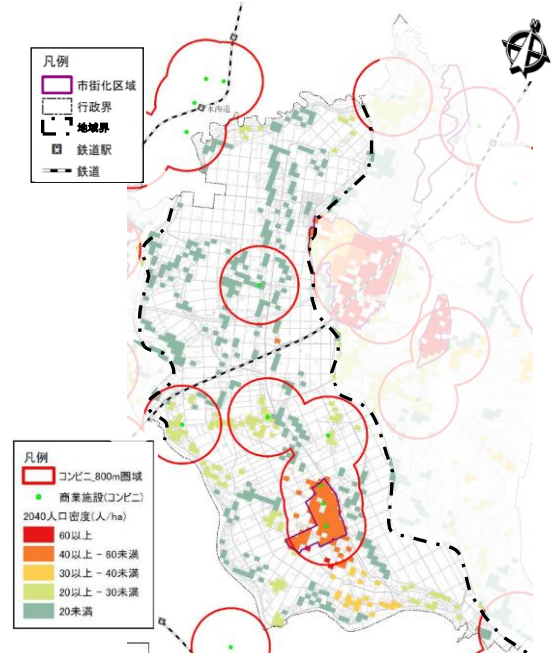 凡例
市街化区域
行政界
地域界
鉄道駅
鉄道
水海道
凡例
コンビニ_800m圏域
商業施設(コンビニ)
2040人口密度(人/ha)
60以上
40以上 - 60未満
30以上 - 40未満
20以上 - 30未満
20未満